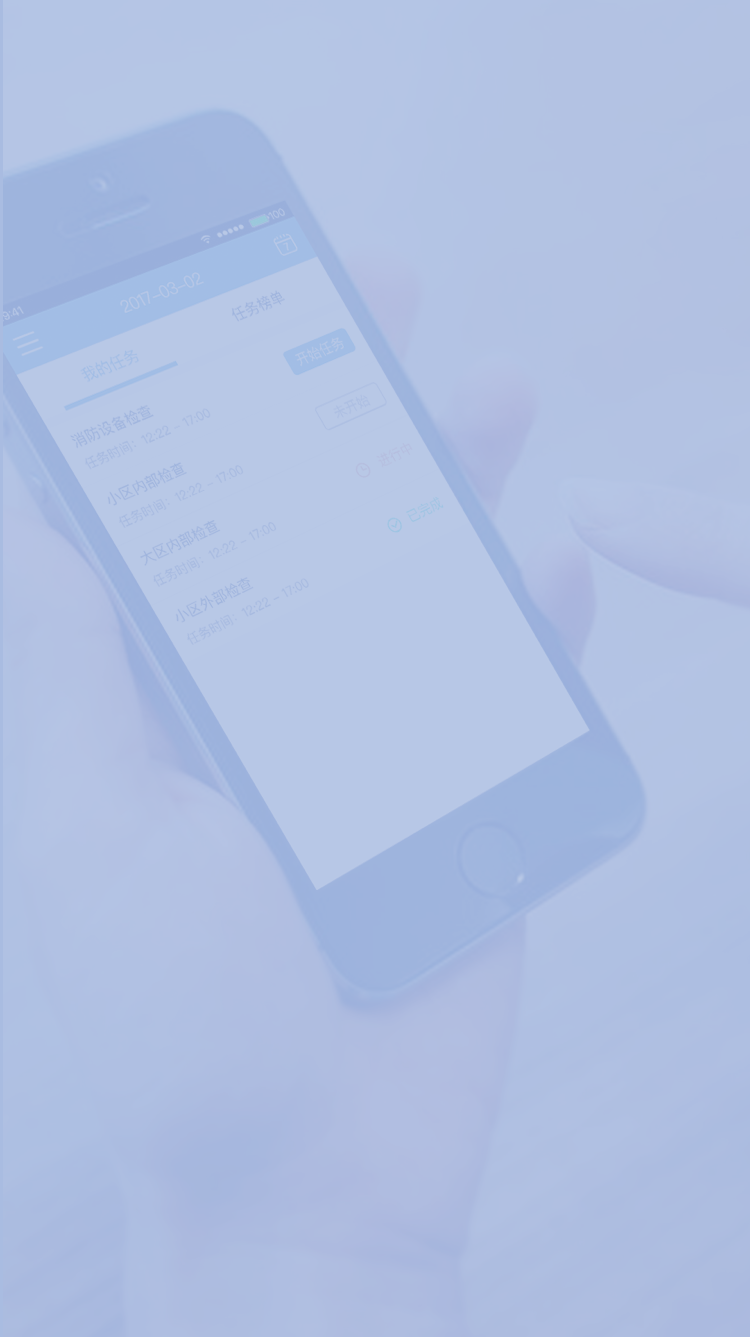 9:41
100
2017-03-02
7
我的任务
任务榜单
消防设备检查
任务时间：12:22 - 17:00
开始任务
小区内部检查
任务时间：12:22 - 17:00
未开始
大区内部检查
任务时间：12:22 - 17:00
进行中
小区外部检查
任务时间：12:22 - 17:00
已完成